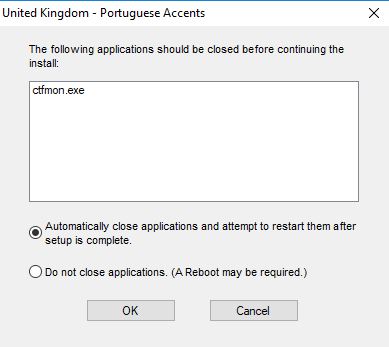 United Kingdom - Portuguese Accents
The following applications should be closed before continuing the
install:
ctfmon.exe
Automatically close applications and attempt to restart them after
setup is complete.
Do not close applications. (A Reboot may be required.)
OK
Cancel